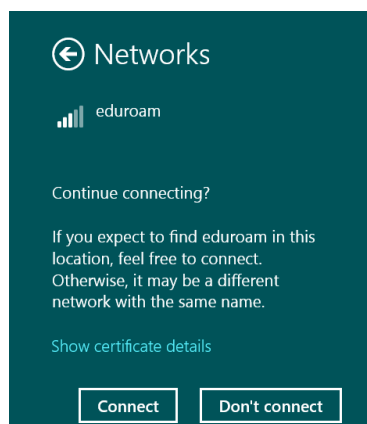 Networks
eduroam
Continue connecting?
If you expect to find eduroam in this
location, feel free to connect.
Otherwise, it may be a different
network with the same name.
Show certificate details
Connect Don't connect